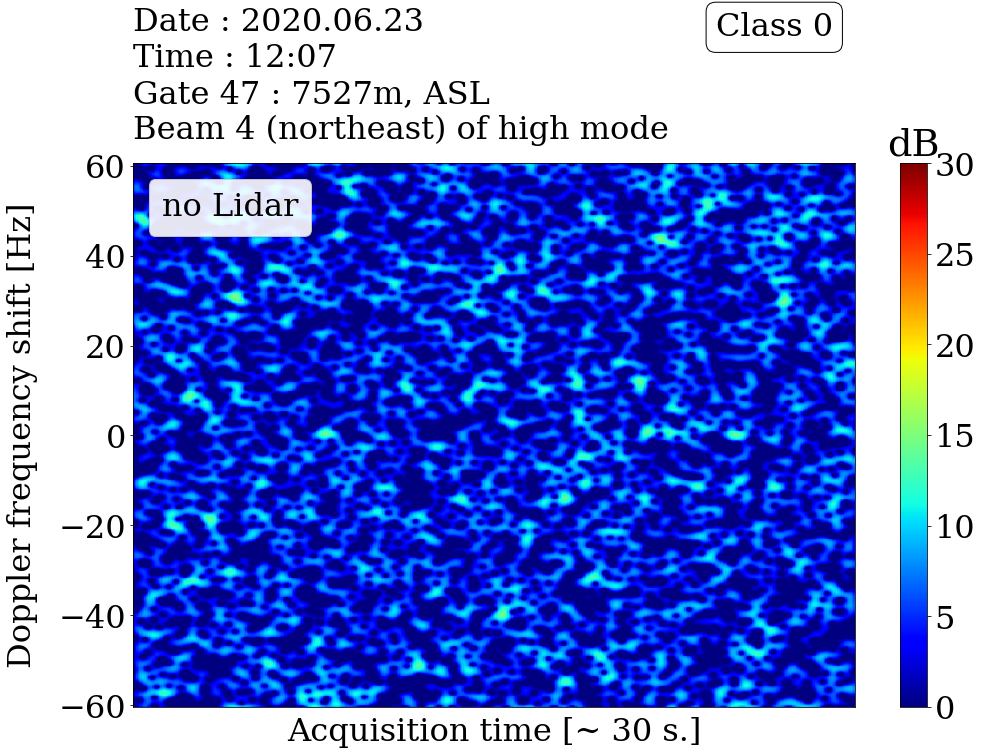 Date : 2020.06.23
Time : 12:07
Gate 47 : 7527m, ASL
Beam 4 (northeast) of high mode
Class 0
dB
no Lidar
Doppler frequency shift [Hz]
60
40
20
0
−20
−40
−60
Acquisition time [~ 30 s.]
30
25
20
15
10
5
0